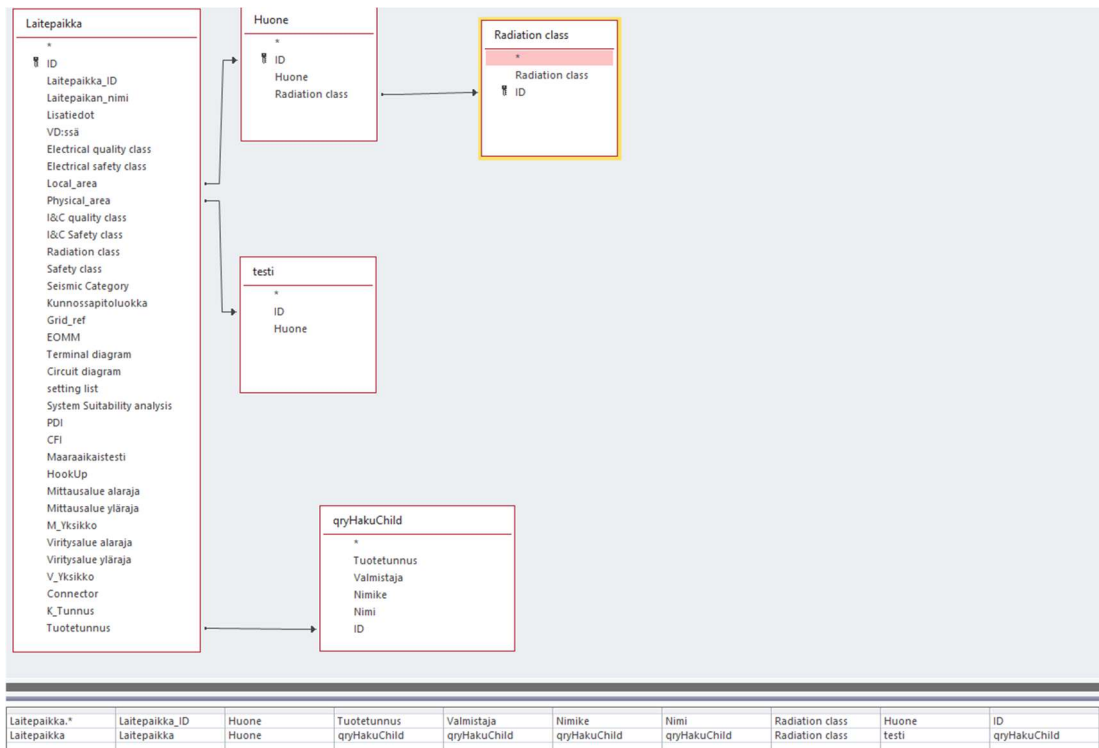 Laitepaikka
*
ID
Laitepaikka_ID
Laitepaikan_nimi
Lisatiedot
VD:ssä
Electrical quality class
Electrical safety class
Local_area
Physical_area
I&C quality class
I&C Safety class
Radiation class
Safety class
Seismic Category
Kunnossapitoluokka
Grid_ref
EOMM
Terminal diagram
Circuit diagram
setting list
System Suitability analysis
PDI
CFI
Maaraaikaistesti
HookUp
Mittausalue alaraja
Mittausalue yläraja
M_Yksikko
Viritysalue alaraja
Viritysalue yläraja
V_Yksikko
Connector
K_Tunnus
Tuotetunnus
Huone
*
ID
Huone
Radiation class
Radiation class
*
Radiation class
ID
testi
*
ID
Huone
qryHakuChild
*
Tuotetunnus
Valmistaja
Nimike
Nimi
ID
Laitepaikka.* Laitepaikka_ID Huone Tuotetunnus Valmistaja Nimike Nimi Radiation class Huone ID
Laitepaikka Laitepaikka Huone qryHakuChild qryHakuChild qryHakuChild qryHakuChild Radiation class testi qryHakuChild